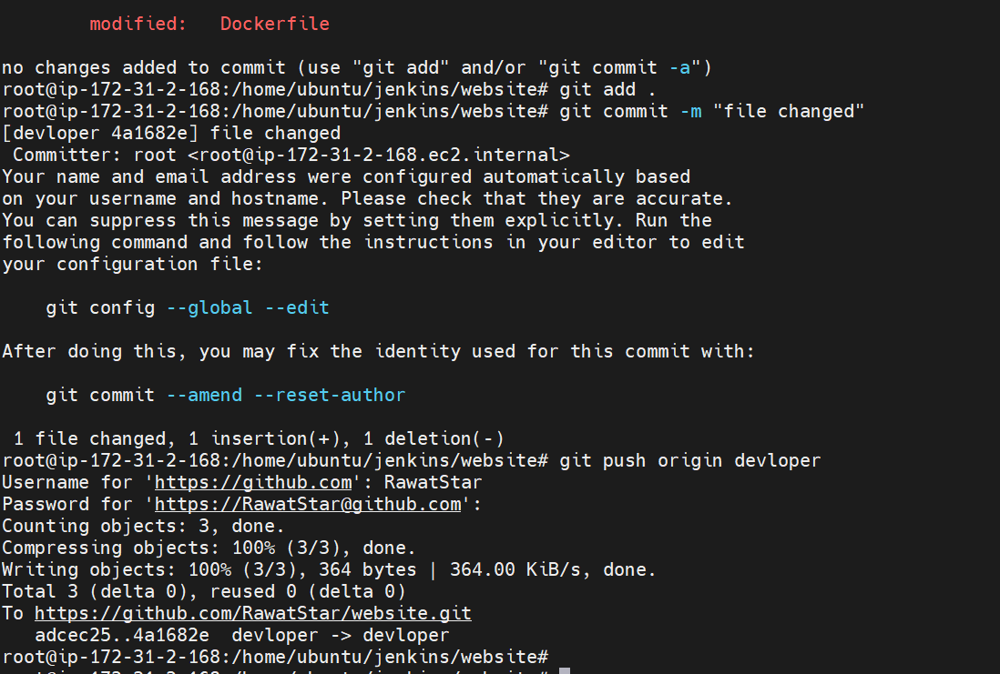 modified:   Dockerfile
no changes added to commit (use "git add" and/or "git commit -a")
root@ip-172-31-2-168:/home/ubuntu/jenkins/website# git add .
root@ip-172-31-2-168:/home/ubuntu/jenkins/website# git commit -m "file changed"
[devloper 4a1682e] file changed
 Committer: root <root@ip-172-31-2-168.ec2.internal>
Your name and email address were configured automatically based
on your username and hostname. Please check that they are accurate.
You can suppress this message by setting them explicitly. Run the
following command and follow the instructions in your editor to edit
your configuration file:
    git config --global --edit
After doing this, you may fix the identity used for this commit with:
    git commit --amend --reset-author
 1 file changed, 1 insertion(+), 1 deletion(-)
root@ip-172-31-2-168:/home/ubuntu/jenkins/website# git push origin devloper
Username for 'https://github.com': RawatStar
Password for 'https://RawatStar@github.com':
Counting objects: 3, done.
Compressing objects: 100% (3/3), done.
Writing objects: 100% (3/3), 364 bytes | 364.00 KiB/s, done.
Total 3 (delta 0), reused 0 (delta 0)
To https://github.com/RawatStar/website.git
   adcec25..4a1682e  devloper -> devloper
root@ip-172-31-2-168:/home/ubuntu/jenkins/website#